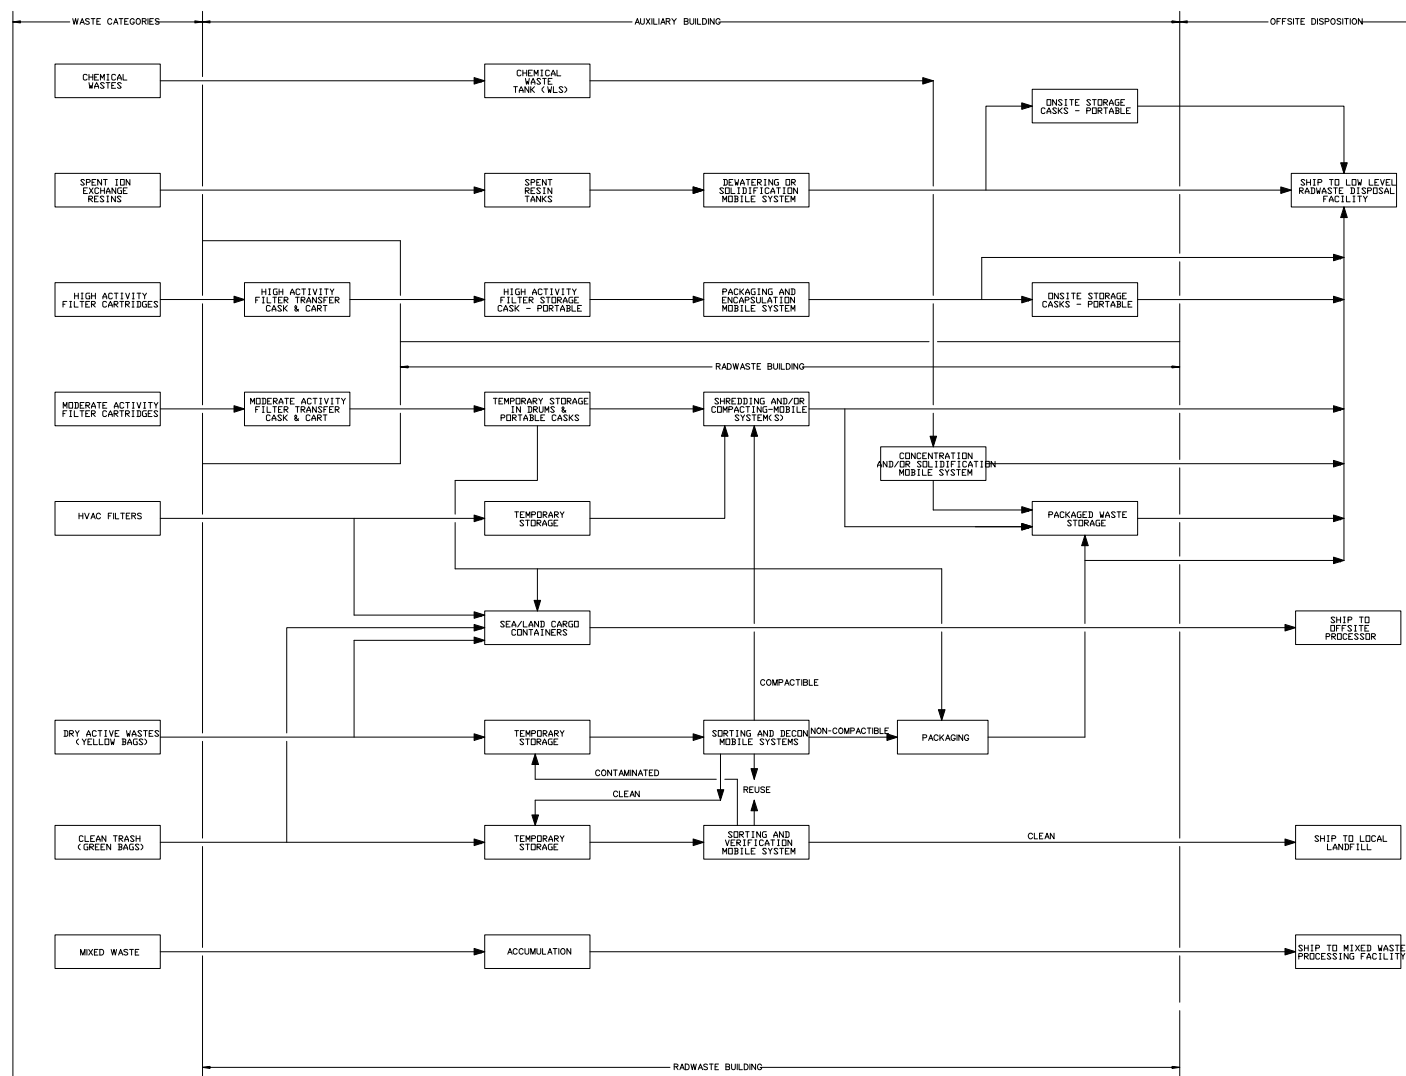 WASTE CATEGORIES
AUXILIARY BUILDING
OFFSITE DISPOSITION
CHEMICAL
WASTES
CHEMICAL
WASTE
TANK (WLS)
ONSITE STORAGE
CASKS - PORTABLE
SPENT ION
EXCHANGE
RESINS
SPENT
RESIN
TANKS
DEWATERING OR
SOLIDIFICATION
MOBILE SYSTEM
SHIP TO LOW LEVEL
RADWASTE DISPOSAL
FACILITY
HIGH ACTIVITY
FILTER CARTRIDGES
HIGH ACTIVITY
FILTER TRANSFER
CASK & CART
HIGH ACTIVITY
FILTER STORAGE
CASK - PORTABLE
PACKAGING AND
ENCAPSULATION
MOBILE SYSTEM
ONSITE STORAGE
CASKS - PORTABLE
RADWASTE BUILDING
MODERATE ACTIVITY
FILTER CARTRIDGES
MODERATE ACTIVITY
FILTER TRANSFER
CASK & CART
TEMPORARY STORAGE
IN DRUMS &
PORTABLE CASKS
SHREDDING AND/OR
COMPACTING-MOBILE
SYSTEM(S)
CONCENTRATION
AND/OR SOLIDIFICATION
MOBILE SYSTEM
HVAC FILTERS
TEMPORARY
STORAGE
PACKAGED WASTE
STORAGE
SEA/LAND CARGO
CONTAINERS
SHIP TO
OFFSITE
PROCESSOR
COMPACTIBLE
DRY ACTIVE WASTES
(YELLOW BAGS)
TEMPORARY
STORAGE
SORTING AND DECON
MOBILE SYSTEMS
NON-COMPACTIBLE
PACKAGING
CONTAMINATED
CLEAN
REUSE
CLEAN TRASH
(GREEN BAGS)
TEMPORARY
STORAGE
SORTING AND
VERIFICATION
MOBILE SYSTEM
CLEAN
SHIP TO LOCAL
LANDFILL
MIXED WASTE
ACCUMULATION
SHIP TO MIXED WASTE
PROCESSING FACILITY
RADWASTE BUILDING